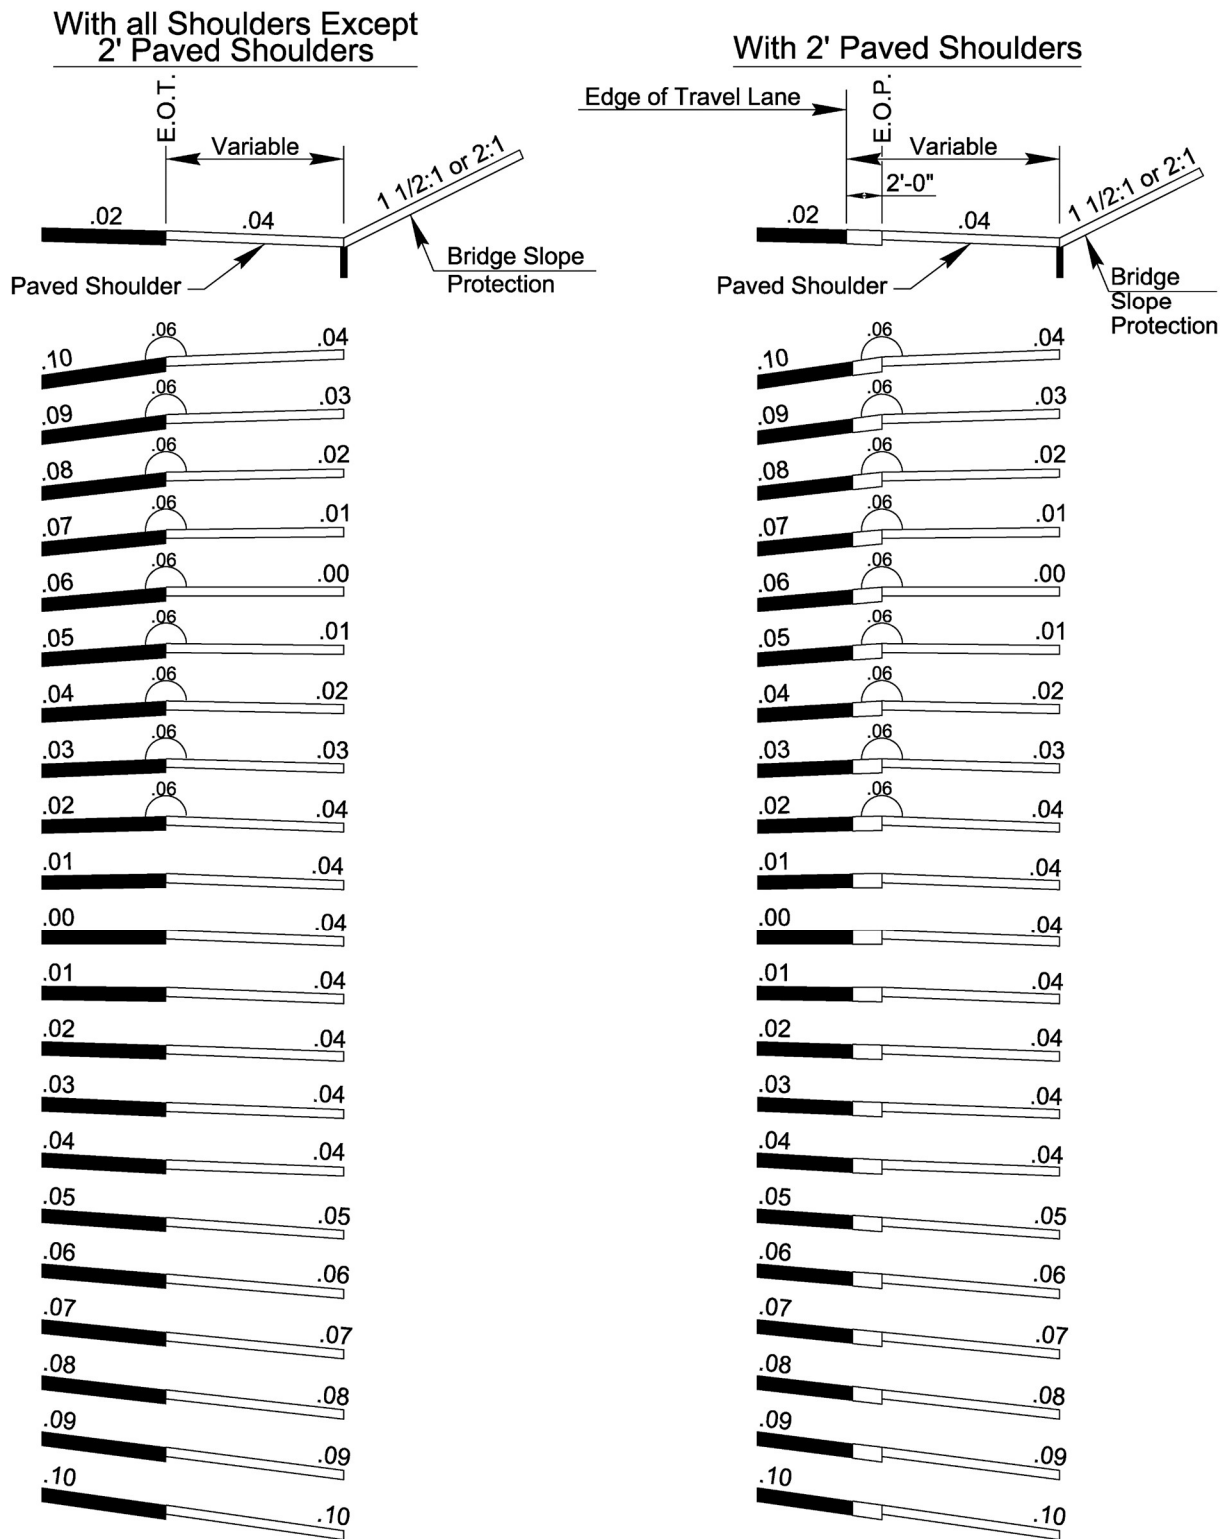 With all Shoulders Except
2' Paved Shoulders
E.O.T.
Variable
.02
.04
1 1/2:1 or 2:1
Paved Shoulder
Bridge Slope
Protection
.10 .06 .04
.09 .06 .03
.08 .06 .02
.07 .06 .01
.06 .06 .00
.05 .06 .01
.04 .06 .02
.03 .06 .03
.02 .06 .04
.01 .04
.00 .04
.01 .04
.02 .04
.03 .04
.04 .04
.05 .05
.06 .06
.07 .07
.08 .08
.09 .09
.10 .10
With 2' Paved Shoulders
Edge of Travel Lane
E.O.P.
Variable
2'-0"
.02
.04
1 1/2:1 or 2:1
Paved Shoulder
Bridge
Slope
Protection
.10 .06 .04
.09 .06 .03
.08 .06 .02
.07 .06 .01
.06 .06 .00
.05 .06 .01
.04 .06 .02
.03 .06 .03
.02 .06 .04
.01 .04
.00 .04
.01 .04
.02 .04
.03 .04
.04 .04
.05 .05
.06 .06
.07 .07
.08 .08
.09 .09
.10 .10